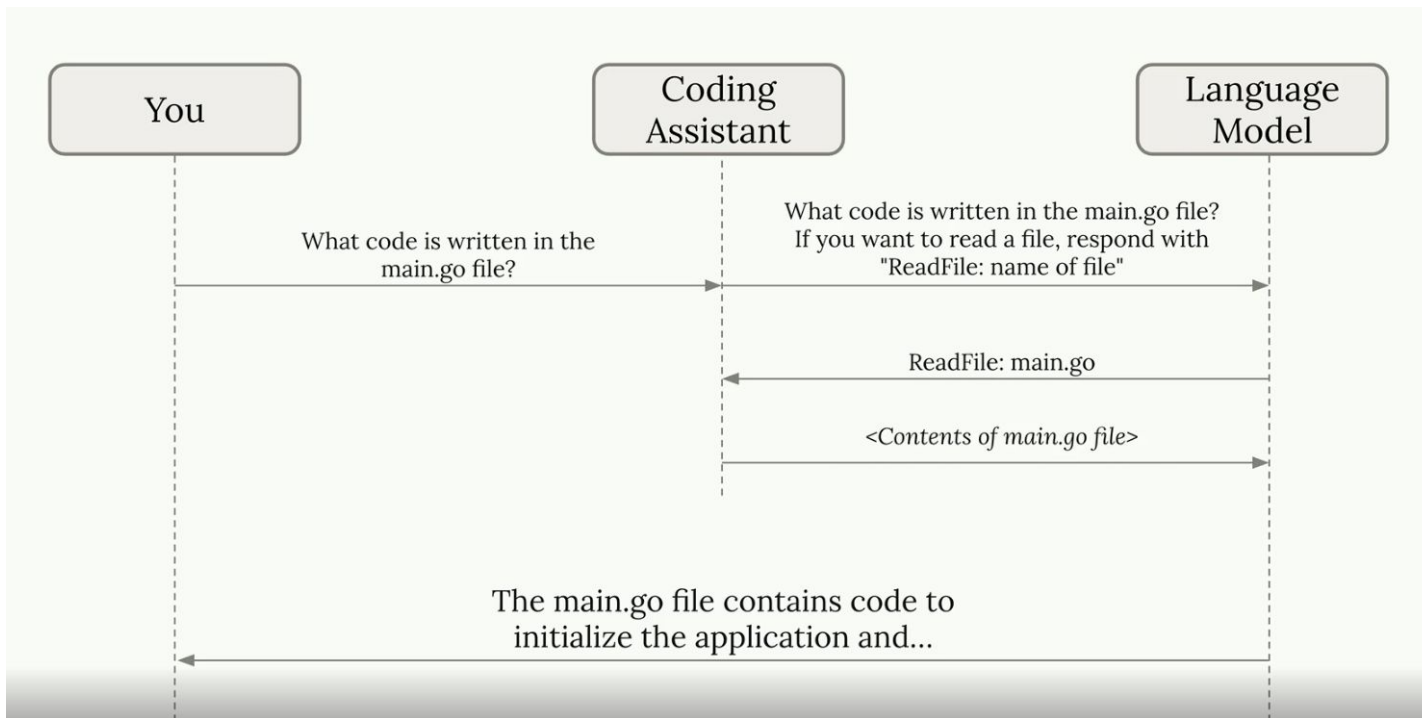 You
Coding
Assistant
Language
Model
What code is written in the
main.go file?
What code is written in the main.go file?
If you want to read a file, respond with
"ReadFile: name of file"
ReadFile: main.go
<Contents of main.go file>
The main.go file contains code to
initialize the application and...